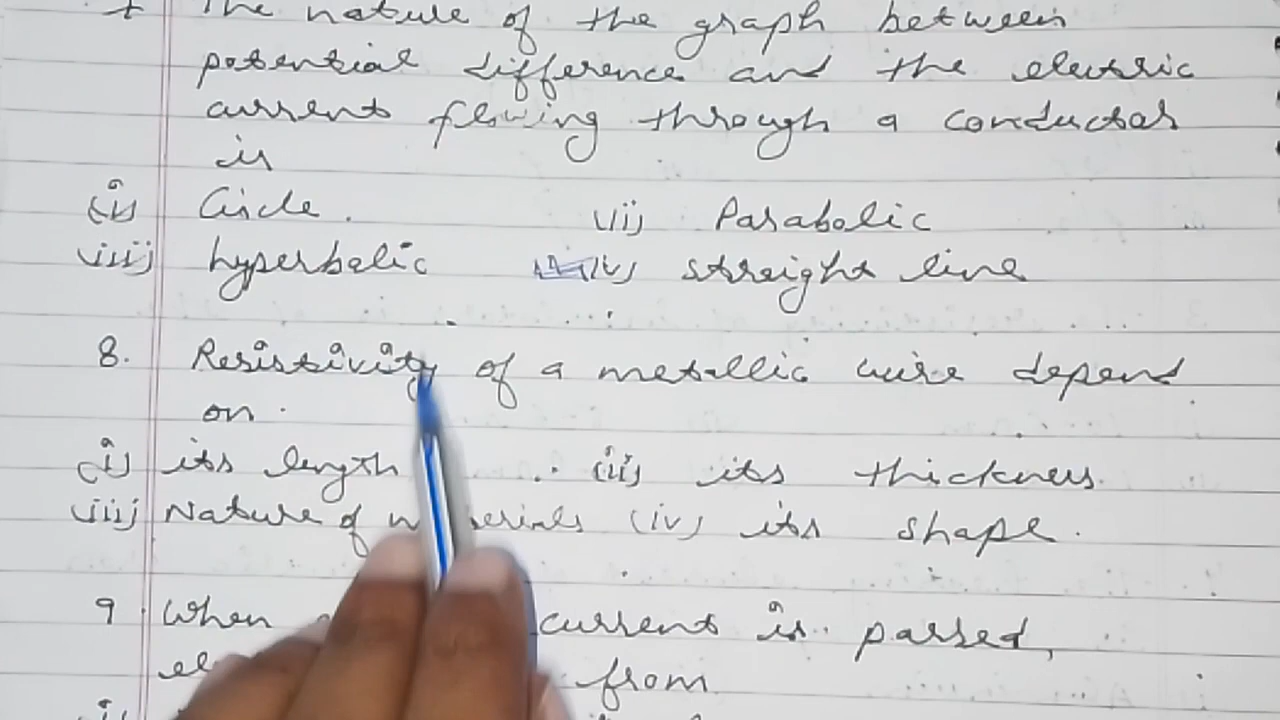 The nature of the graph between
potential difference and the electric
current flowing through a conductor
is
(i) Circle. (ii) Parabolic
(iii) hyperbolic (iv) streight line
8. Resistivity of a metallic wire depend
on.
(i) its length (ii) its thickness.
(iii) Nature of (iv) its shape.
9. When current is passed,
from